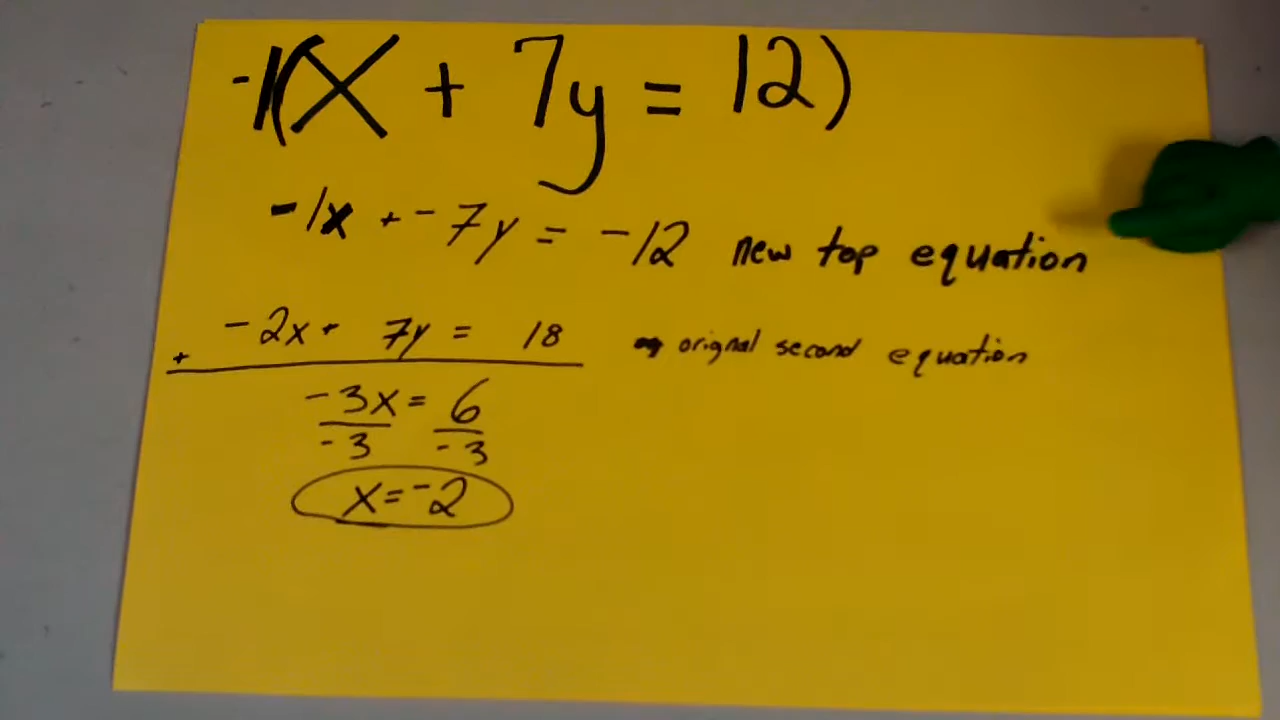 -1(X + 7y = 12)
-1x + -7y = -12 new top equation
-2x + 7y = 18 orignal second equation
+
-3x = 6
-3 -3
x = -2